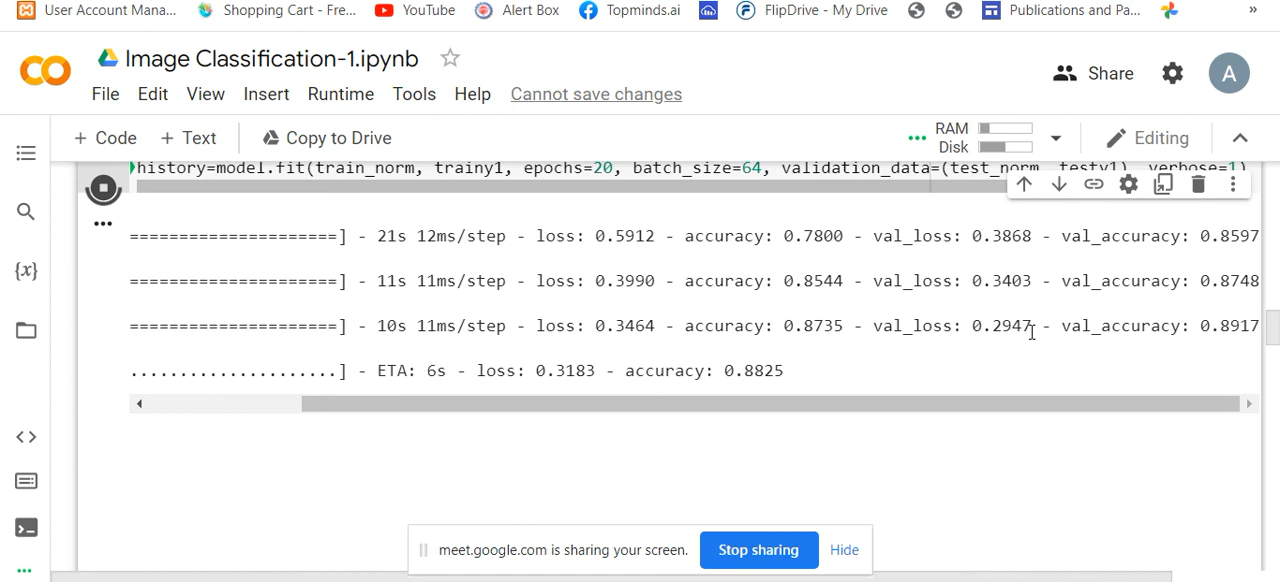 User Account Mana... Shopping Cart - Fre... YouTube Alert Box Topminds.ai FlipDrive - My Drive Publications and Pa... »
Image Classification-1.ipynb
Share A
File Edit View Insert Runtime Tools Help Cannot save changes
+ Code + Text Copy to Drive RAM Disk Editing
history=model.fit(train_norm, trainy1, epochs=20, batch_size=64, validation_data=(test_norm, testy1), verbose=1)
=====================] - 21s 12ms/step - loss: 0.5912 - accuracy: 0.7800 - val_loss: 0.3868 - val_accuracy: 0.8597
=====================] - 11s 11ms/step - loss: 0.3990 - accuracy: 0.8544 - val_loss: 0.3403 - val_accuracy: 0.8748
=====================] - 10s 11ms/step - loss: 0.3464 - accuracy: 0.8735 - val_loss: 0.2947 - val_accuracy: 0.8917
.....................] - ETA: 6s - loss: 0.3183 - accuracy: 0.8825
meet.google.com is sharing your screen. Stop sharing Hide